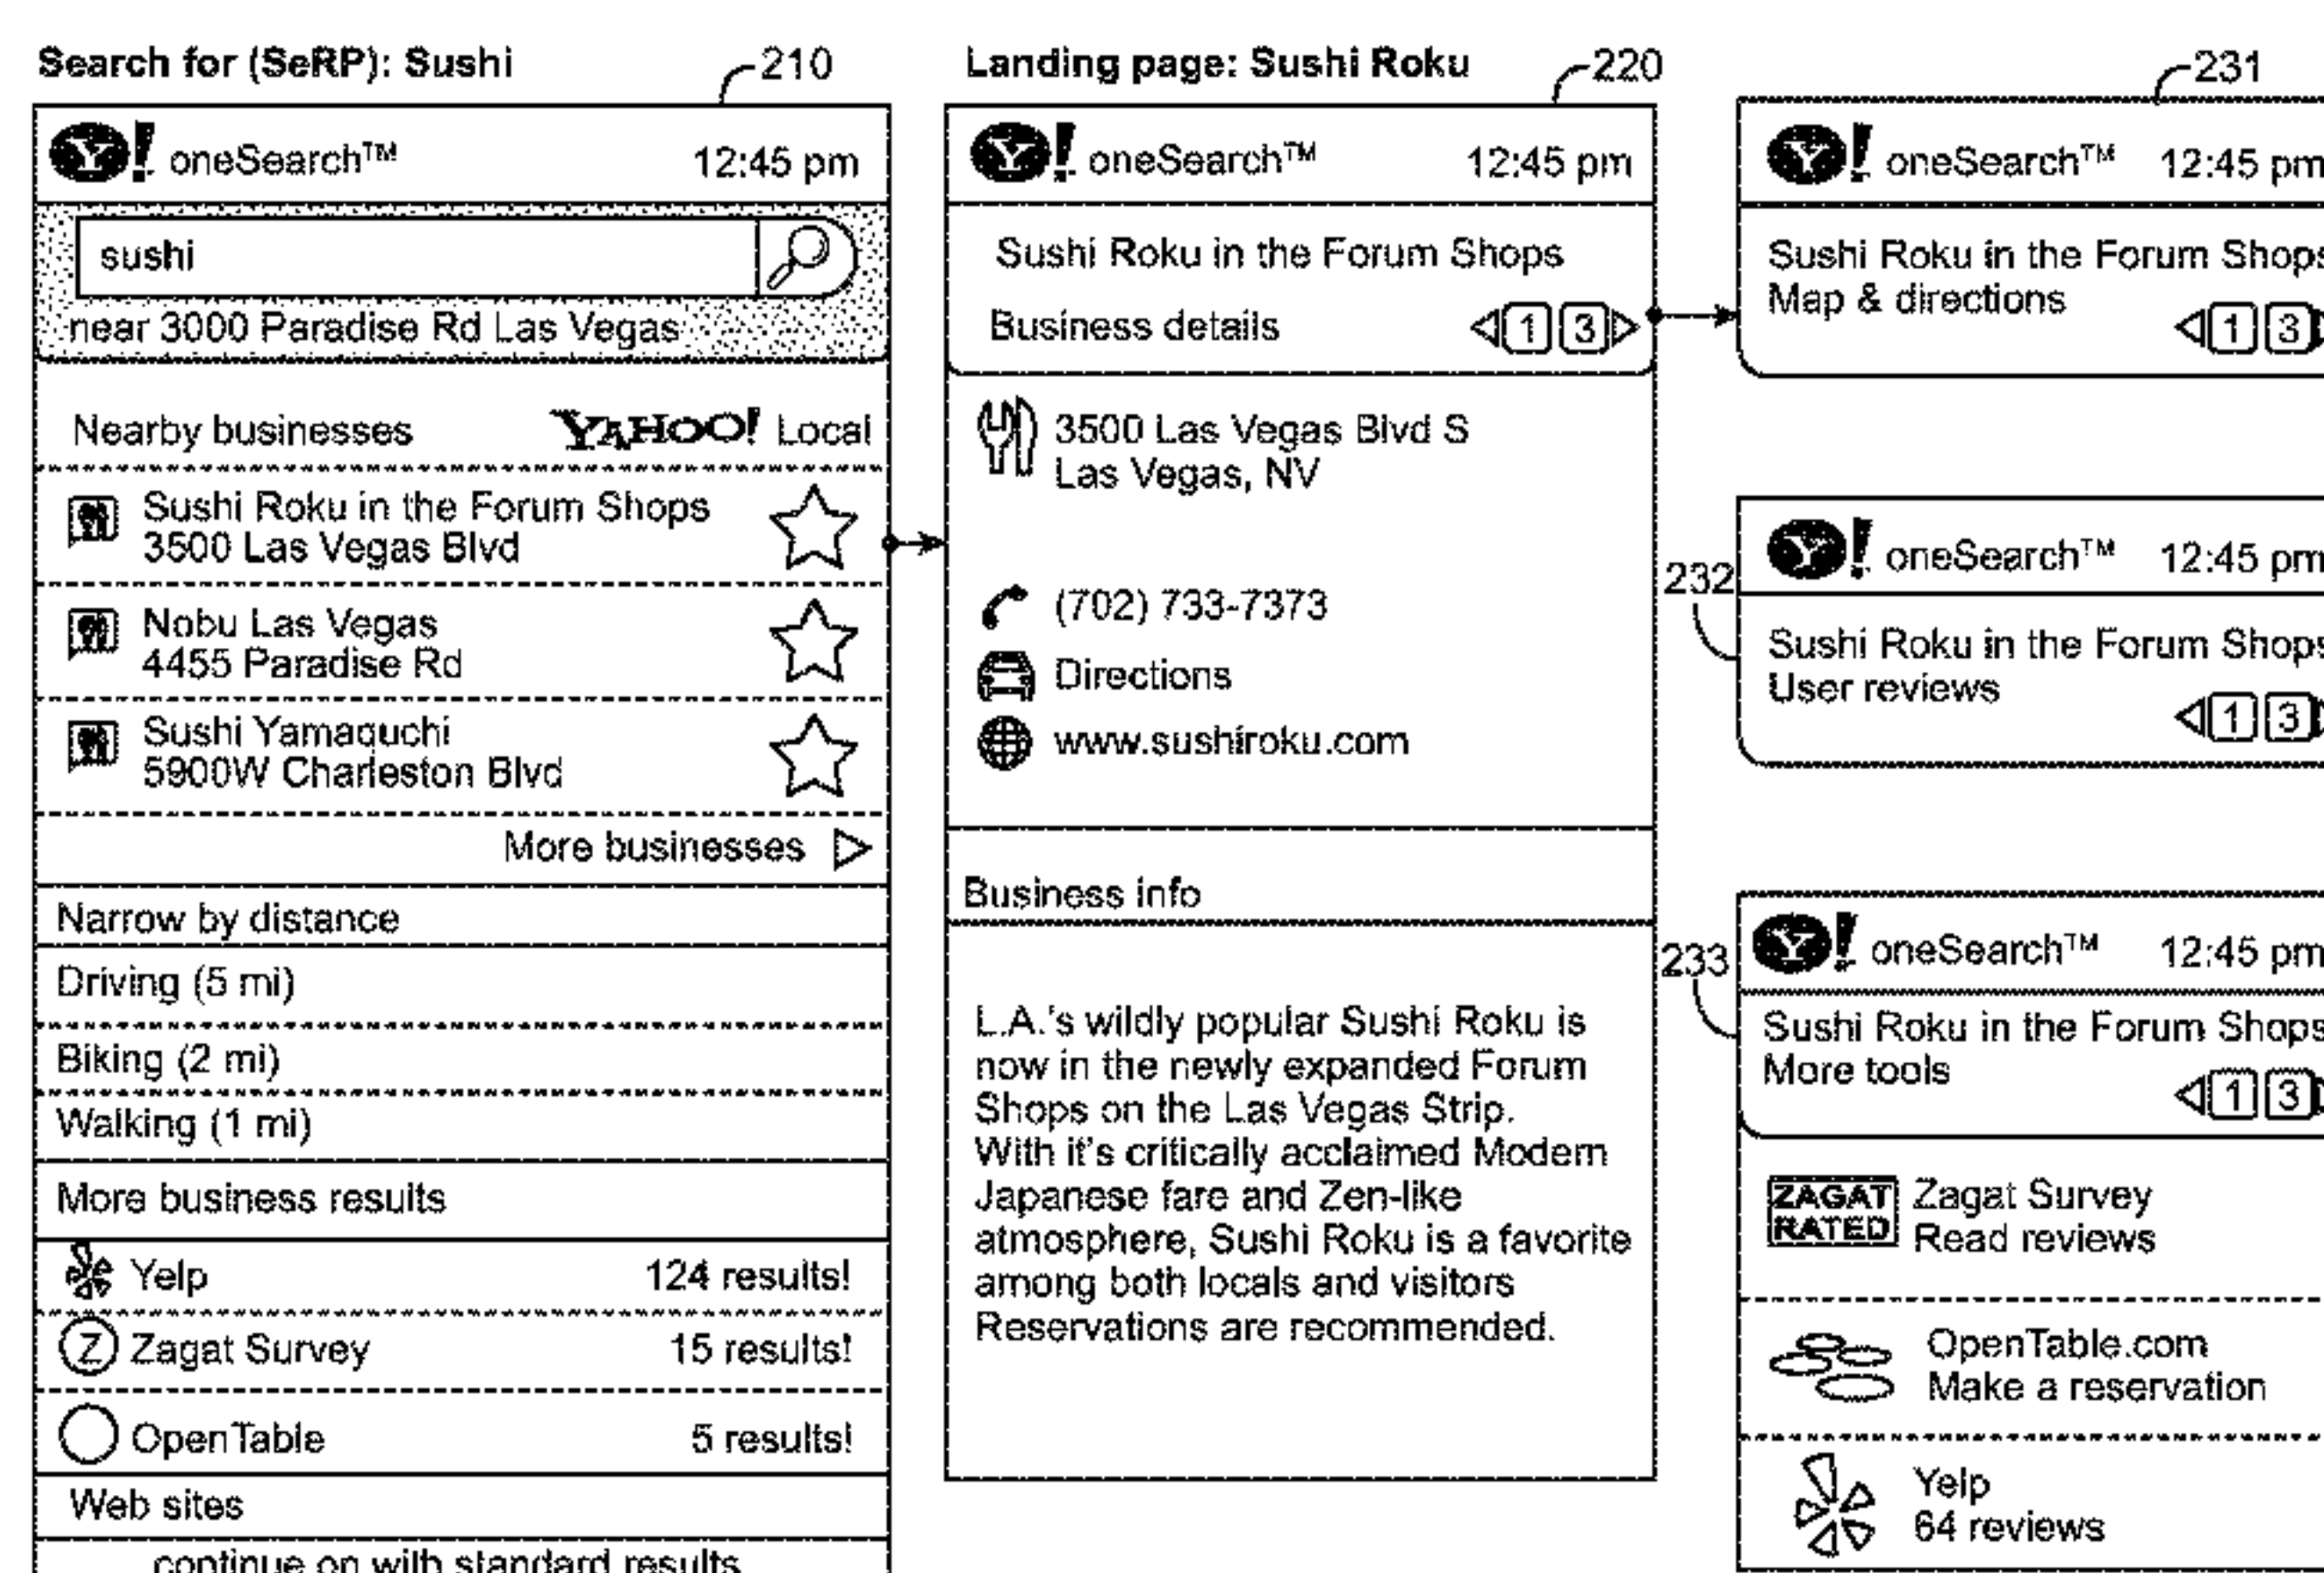 Search for (SeRP): Sushi
210
Y! oneSearch™ 12:45 pm
sushi
near 3000 Paradise Rd Las Vegas
Nearby businesses YAHOO! Local
Sushi Roku in the Forum Shops
3500 Las Vegas Blvd
Nobu Las Vegas
4455 Paradise Rd
Sushi Yamaguchi
5900W Charleston Blvd
More businesses
Narrow by distance
Driving (5 mi)
Biking (2 mi)
Walking (1 mi)
More business results
Yelp 124 results!
Z Zagat Survey 15 results!
OpenTable 5 results!
Web sites
continue on with standard results
Landing page: Sushi Roku
220
Y! oneSearch™ 12:45 pm
Sushi Roku in the Forum Shops
Business details 1 3
3500 Las Vegas Blvd S
Las Vegas, NV
(702) 733-7373
Directions
www.sushiroku.com
Business info
L.A.'s wildly popular Sushi Roku is
now in the newly expanded Forum
Shops on the Las Vegas Strip.
With it's critically acclaimed Modern
Japanese fare and Zen-like
atmosphere, Sushi Roku is a favorite
among both locals and visitors
Reservations are recommended.
231
Y! oneSearch™ 12:45 pm
Sushi Roku in the Forum Shops
Map & directions
1 3
232
Y! oneSearch™ 12:45 pm
Sushi Roku in the Forum Shops
User reviews
1 3
233
Y! oneSearch™ 12:45 pm
Sushi Roku in the Forum Shops
More tools
1 3
ZAGAT RATED
Zagat Survey
Read reviews
OpenTable.com
Make a reservation
Yelp
64 reviews